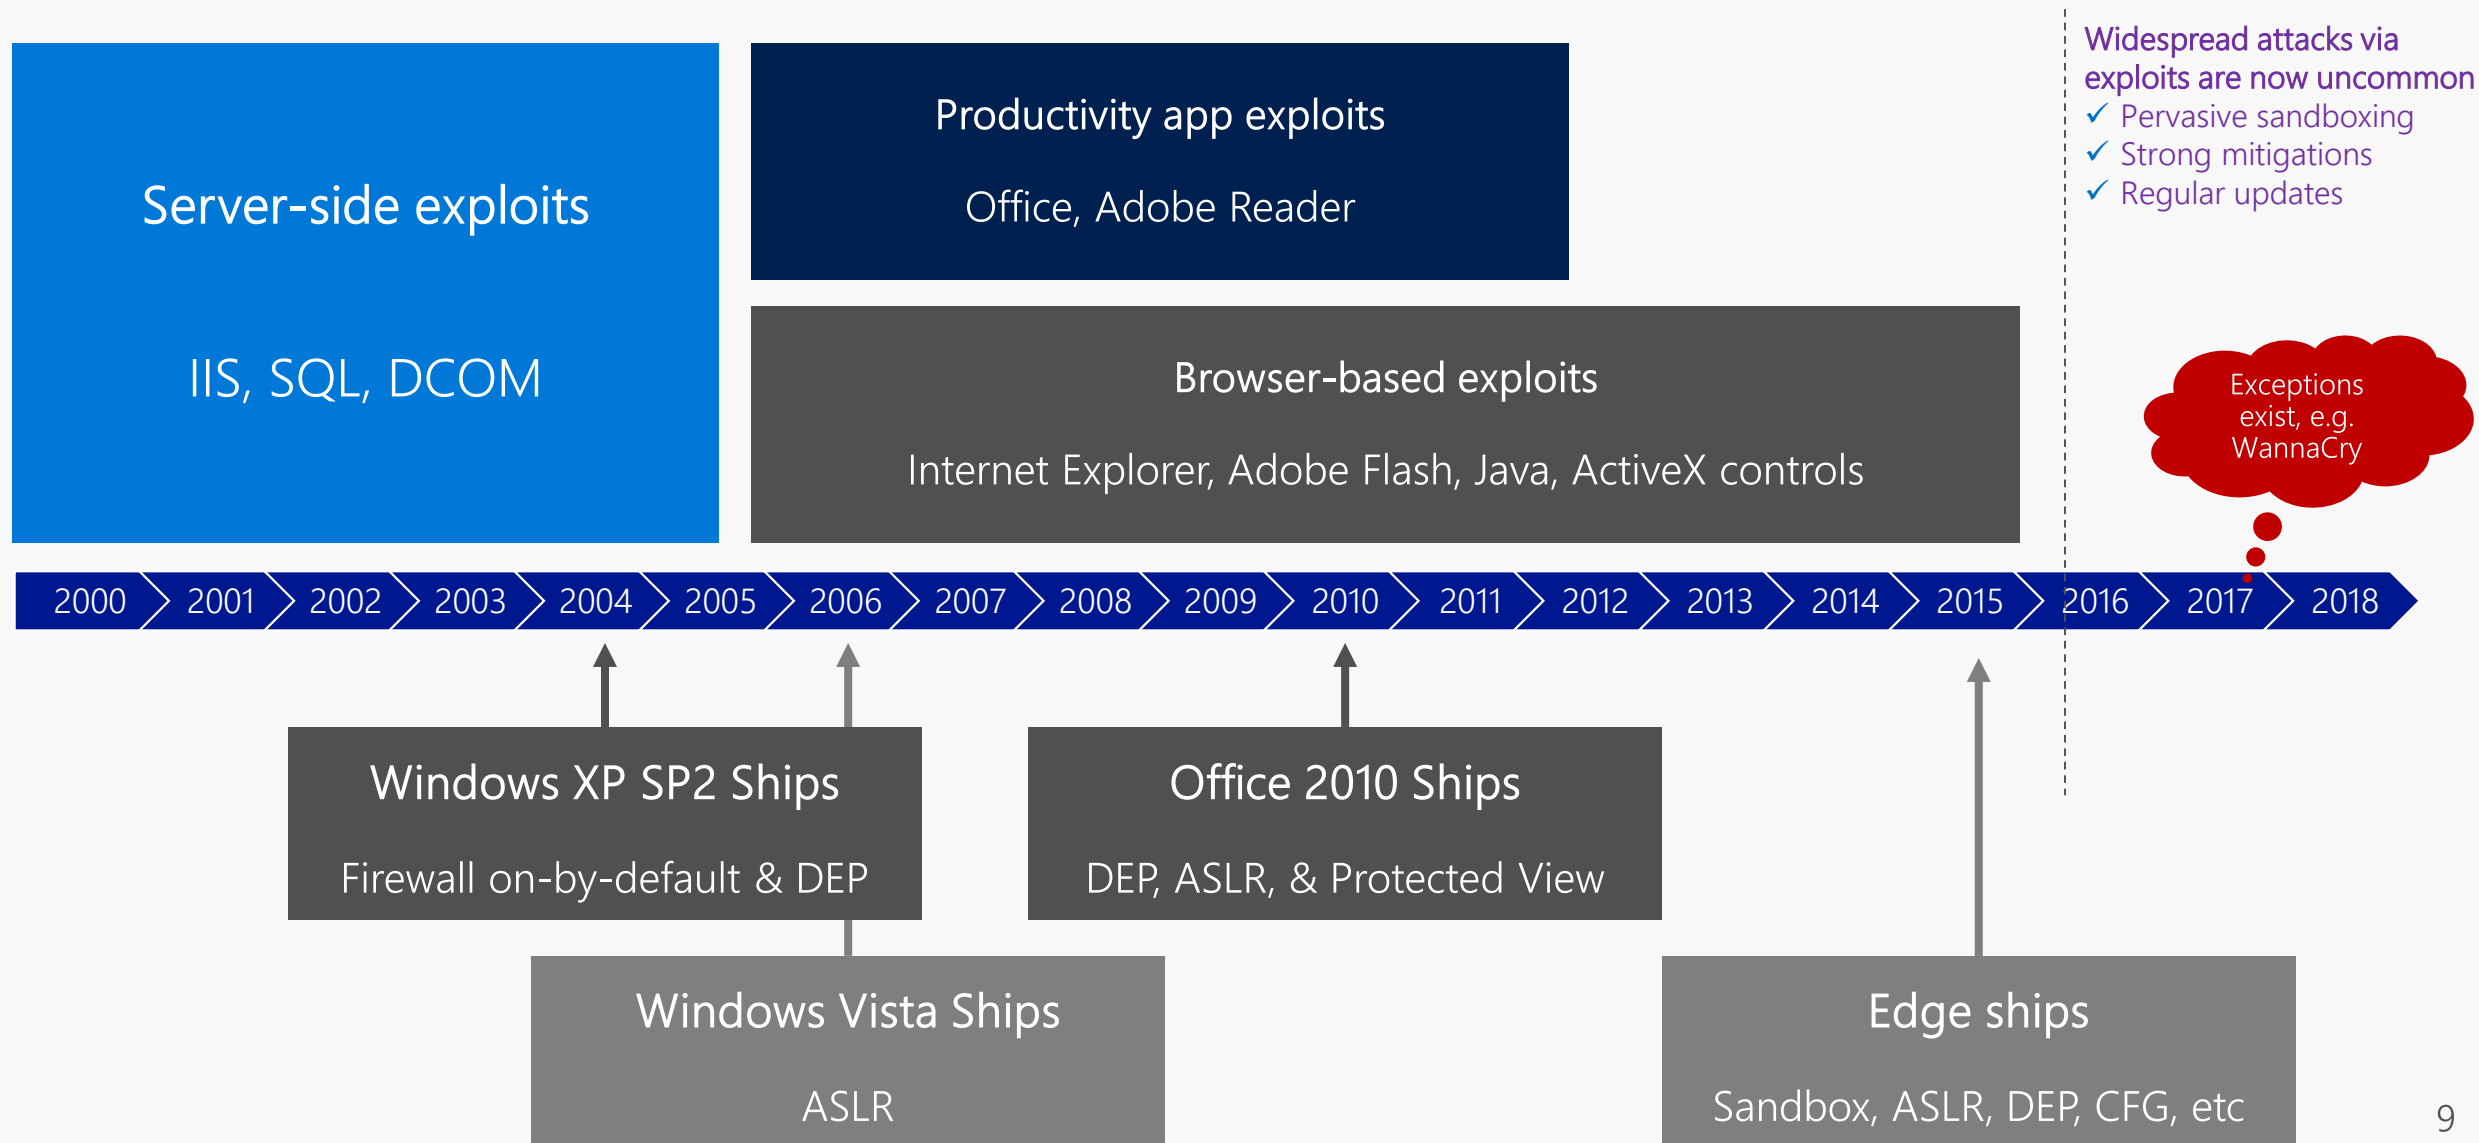 Server-side exploits
IIS, SQL, DCOM
Productivity app exploits
Office, Adobe Reader
Browser-based exploits
Internet Explorer, Adobe Flash, Java, ActiveX controls
Widespread attacks via
exploits are now uncommon
✓ Pervasive sandboxing
✓ Strong mitigations
✓ Regular updates
Exceptions
exist, e.g.
WannaCry
2000 2001 2002 2003 2004 2005 2006 2007 2008 2009 2010 2011 2012 2013 2014 2015 2016 2017 2018
Windows XP SP2 Ships
Firewall on-by-default & DEP
Office 2010 Ships
DEP, ASLR, & Protected View
Windows Vista Ships
ASLR
Edge ships
Sandbox, ASLR, DEP, CFG, etc
9